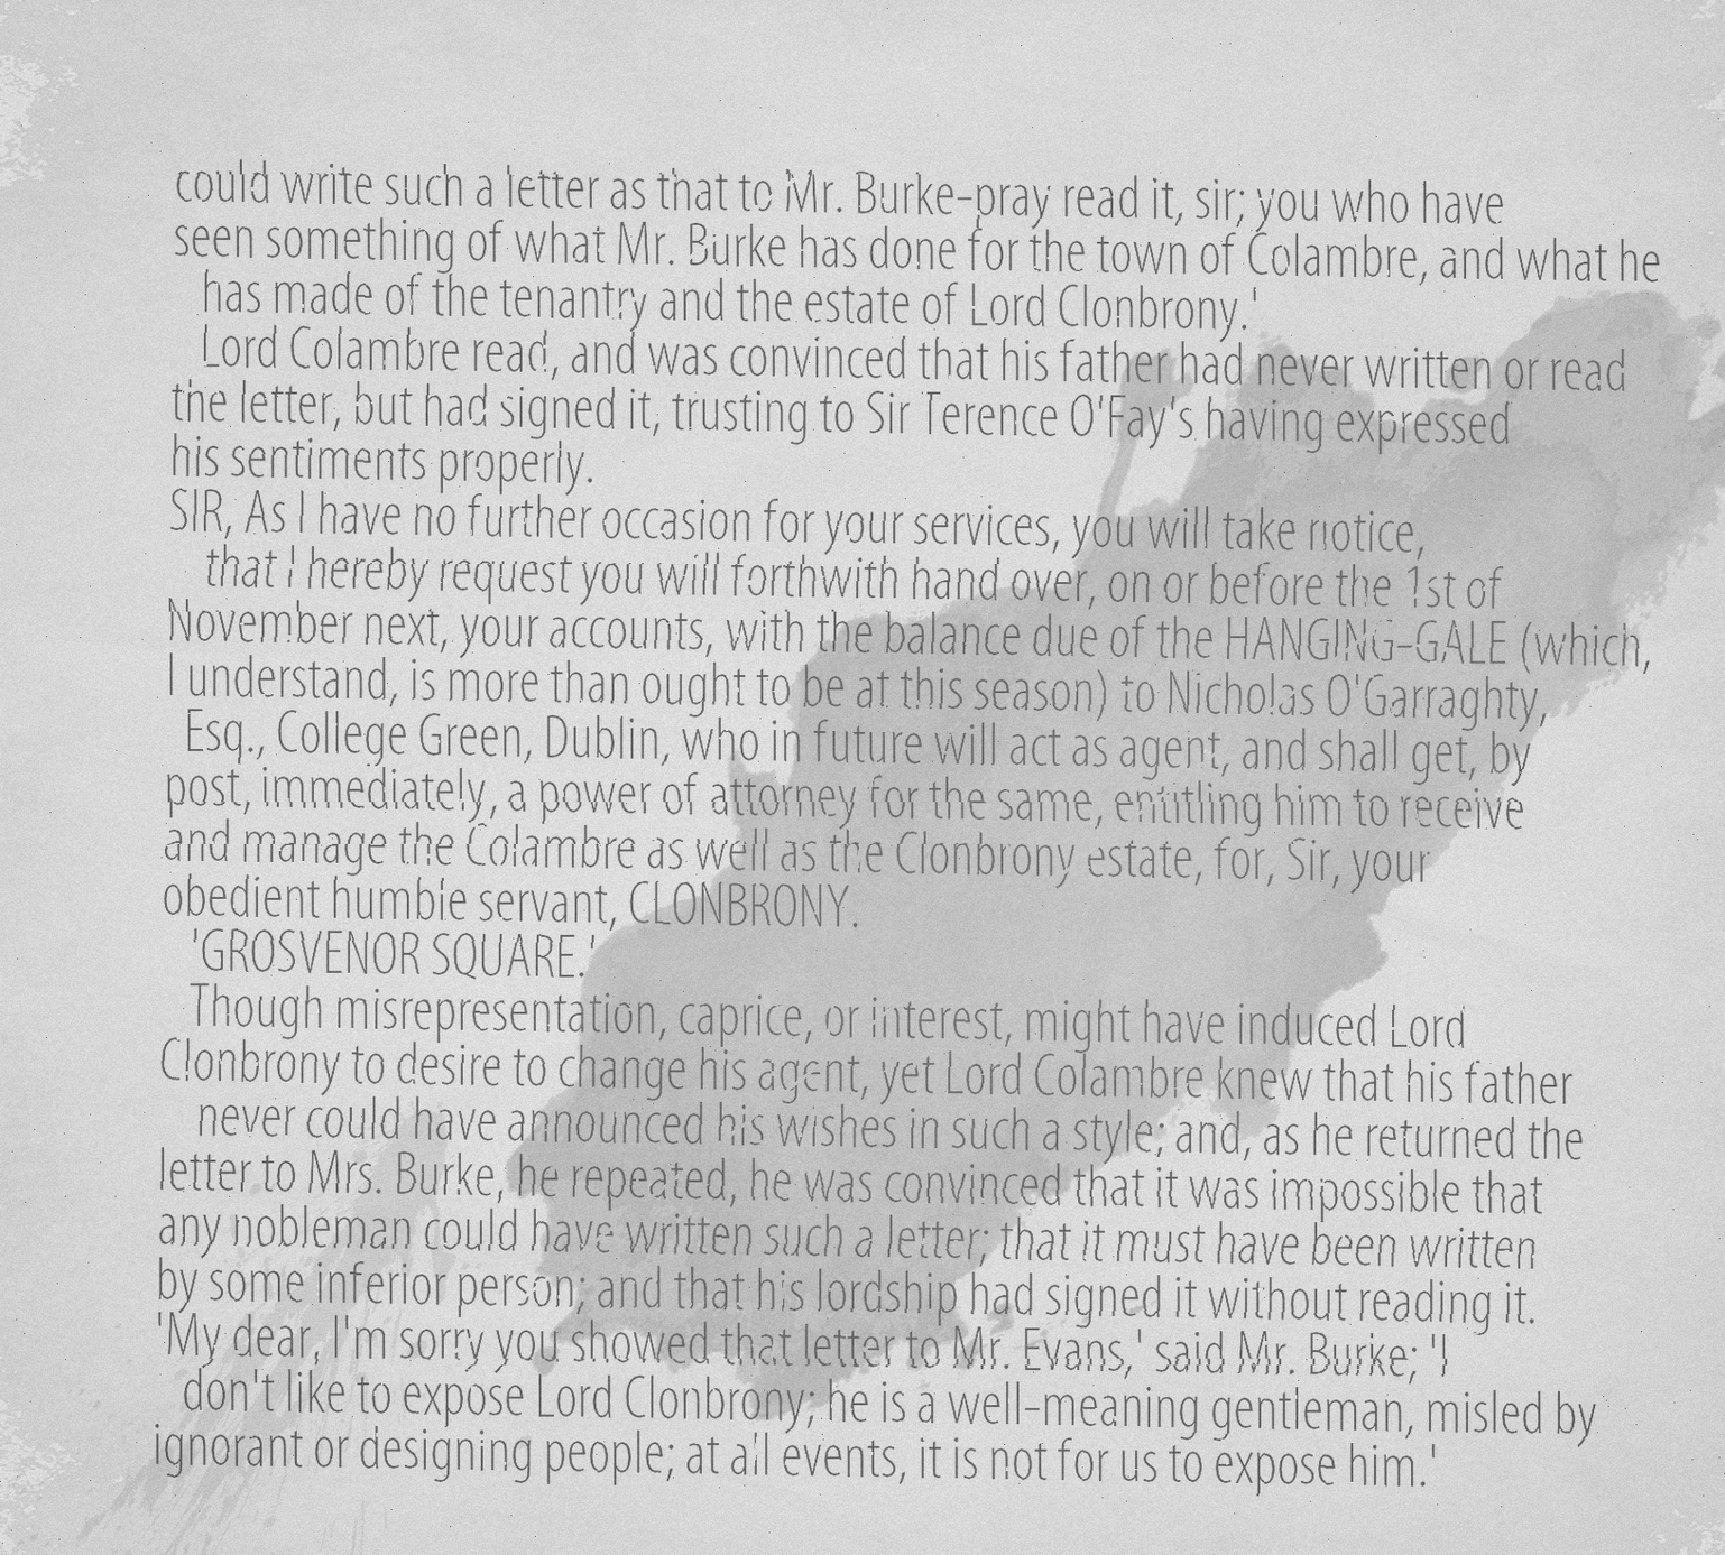 could write such a letter as that to Mr. Burke-pray read it, sir; you who have
seen something of what Mr. Burke has done for the town of Colambre, and what he
has made of the tenantry and the estate of Lord Clonbrony.'
Lord Colambre read, and was convinced that his father had never written or read
the letter, but had signed it, trusting to Sir Terence O'Fay's having expressed
his sentiments properly.
SIR, As I have no further occasion for your services, you will take notice,
that I hereby request you will forthwith hand over, on or before the 1st of
November next, your accounts, with the balance due of the HANGING-GALE (which,
I understand, is more than ought to be at this season) to Nicholas O'Garraghty,
Esq., College Green, Dublin, who in future will act as agent, and shall get, by
post, immediately, a power of attorney for the same, entitling him to receive
and manage the Colambre as well as the Clonbrony estate, for, Sir, your
obedient humble servant, CLONBRONY.
'GROSVENOR SQUARE.'
Though misrepresentation, caprice, or interest, might have induced Lord
Clonbrony to desire to change his agent, yet Lord Colambre knew that his father
never could have announced his wishes in such a style; and, as he returned the
letter to Mrs. Burke, he repeated, he was convinced that it was impossible that
any nobleman could have written such a letter; that it must have been written
by some inferior person; and that his lordship had signed it without reading it.
'My dear, I'm sorry you showed that letter to Mr. Evans,' said Mr. Burke; 'I
don't like to expose Lord Clonbrony; he is a well-meaning gentleman, misled by
ignorant or designing people; at all events, it is not for us to expose him.'